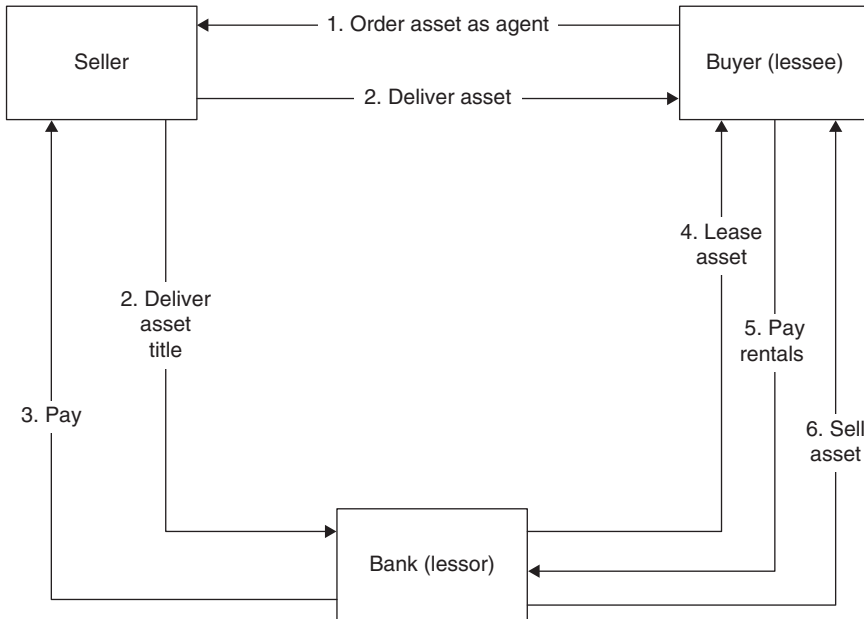 1. Order asset as agent
Seller
Buyer (lessee)
2. Deliver asset
4. Lease
asset
2. Deliver
asset
title
5. Pay
rentals
3. Pay
6. Sell
asset
Bank (lessor)